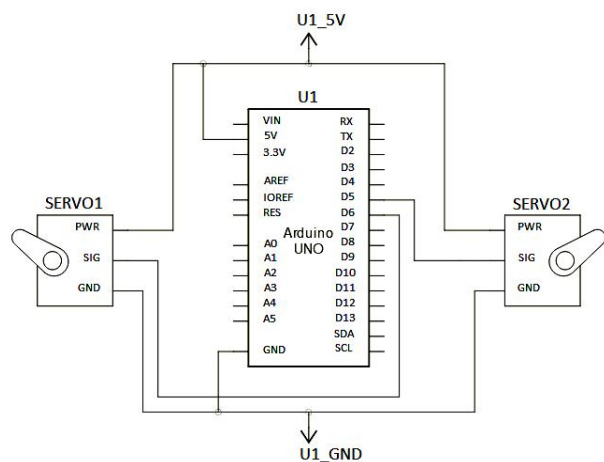 U1_5V
U1
VIN
5V
3.3V
AREF
IOREF
RES
A0
A1
A2
A3
A4
A5
GND
RX
TX
D2
D3
D4
D5
D6
D7
D8
D9
D10
D11
D12
D13
SDA
SCL
Arduino
UNO
SERVO1
PWR
SIG
GND
SERVO2
PWR
SIG
GND
U1_GND